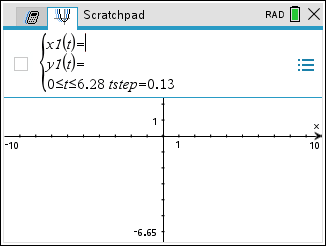 Scratchpad RAD
x1(t)=
y1(t)=
0≤t≤6.28 tstep=0.13
1
x
-10 1 10
-6.65